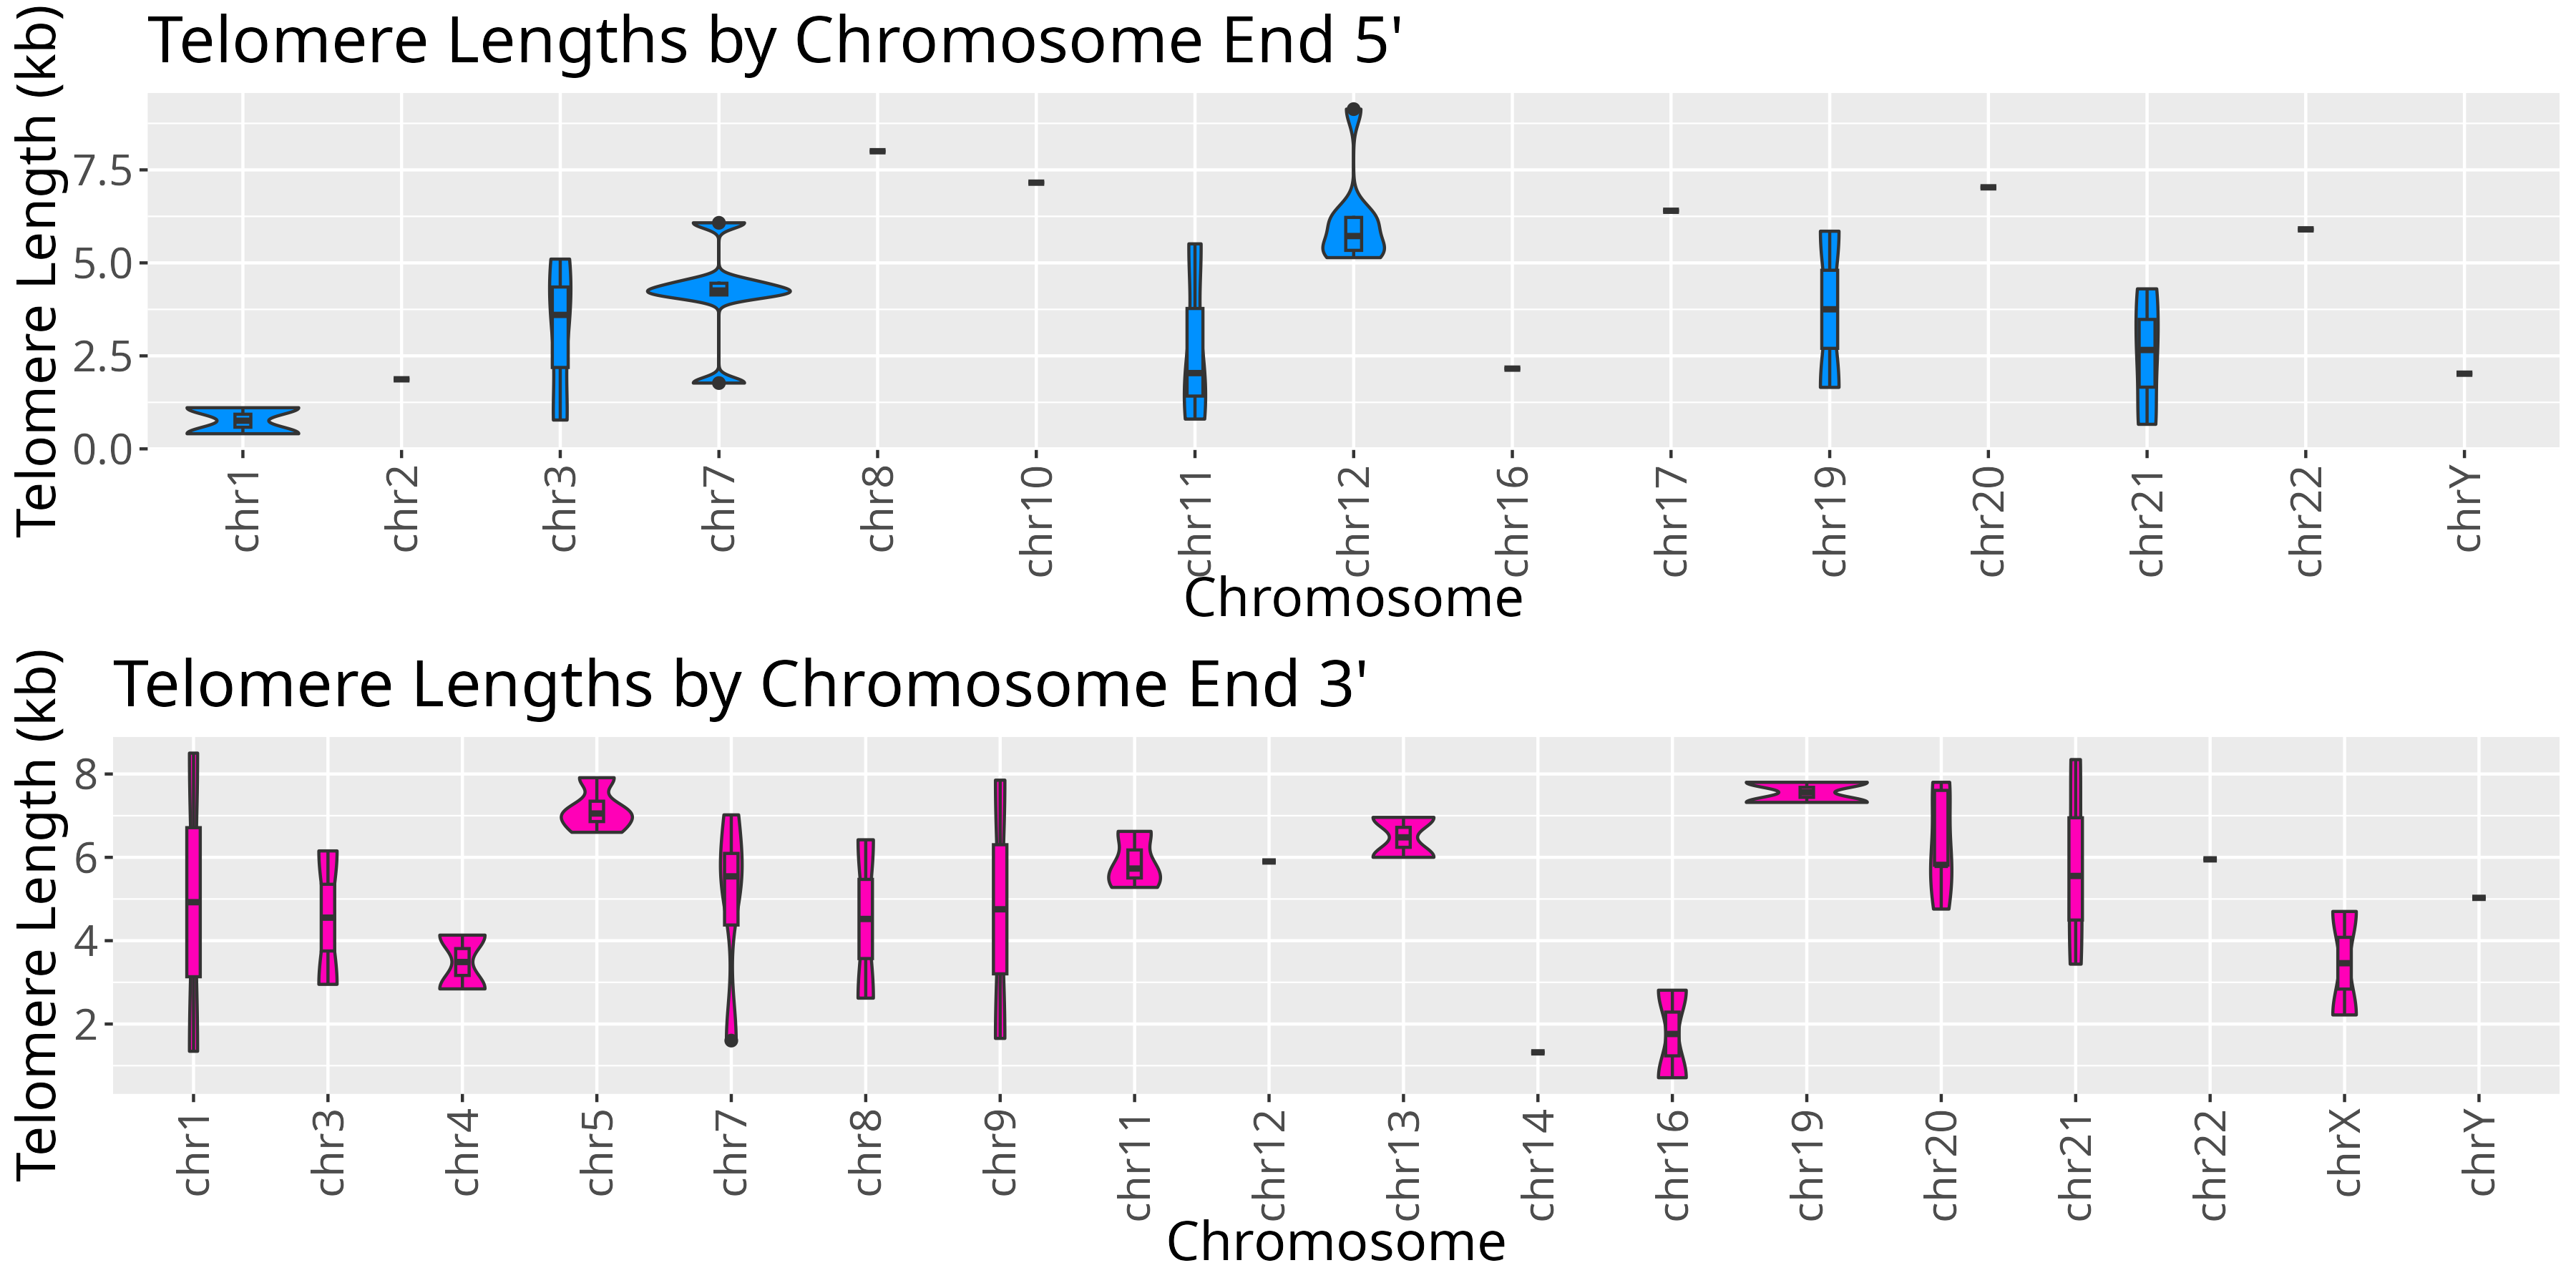 Telomere Lengths by Chromosome End 5'
Telomere Length (kb)
7.5
5.0
2.5
0.0
chr1 chr2 chr3 chr7 chr8 chr10 chr11 chr12 chr16 chr17 chr19 chr20 chr21 chr22 chrY
Chromosome
Telomere Lengths by Chromosome End 3'
Telomere Length (kb)
8
6
4
2
chr1 chr3 chr4 chr5 chr7 chr8 chr9 chr11 chr12 chr13 chr14 chr16 chr19 chr20 chr21 chr22 chrX chrY
Chromosome